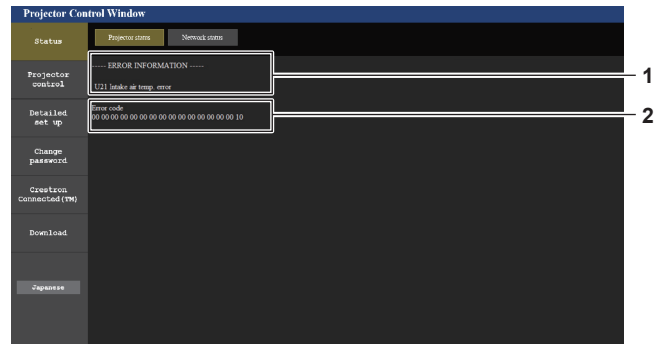 Projector Control Window
Status
Projector status
Network status
----- ERROR INFORMATION -----
U21 Intake air temp. error
1
Error code
00 00 00 00 00 00 00 00 00 00 00 00 00 00 00 10
2
Projector
control
Detailed
set up
Change
password
Crestron
Connected(TM)
Download
Japanese